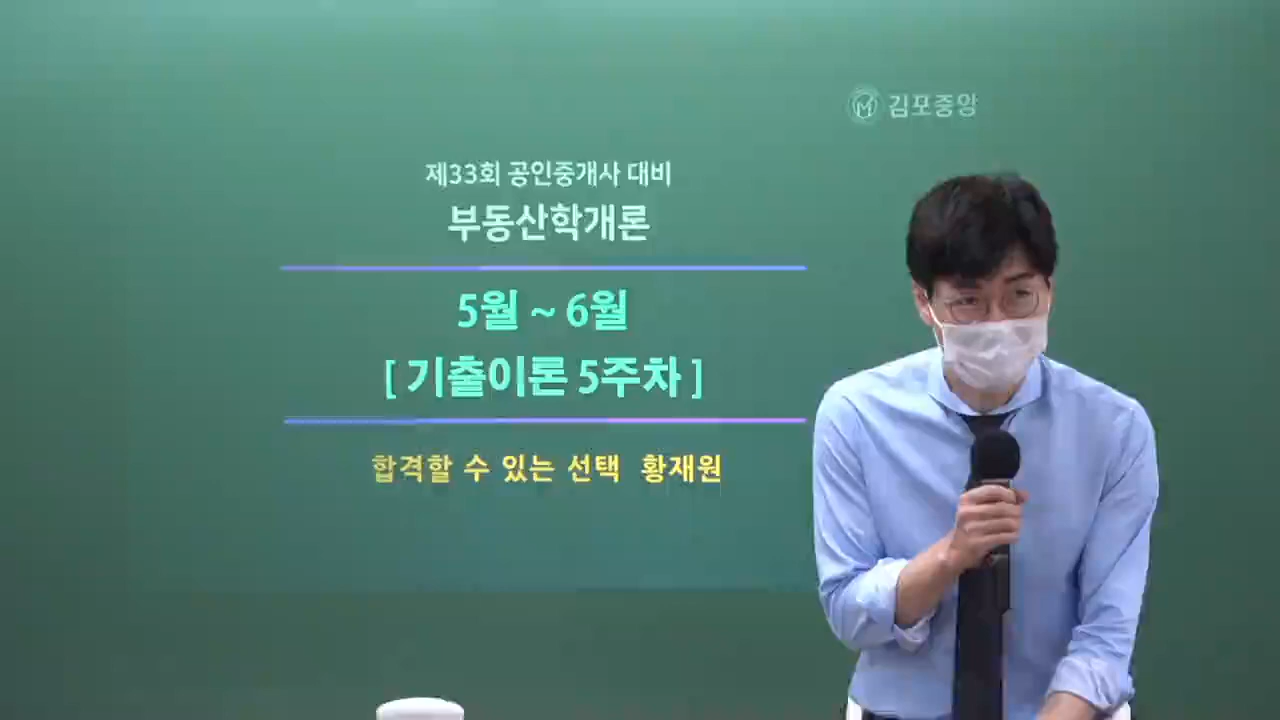 김포중앙
제33회 공인중개사 대비
부동산학개론
5월 ~ 6월
[ 기출이론 5주차 ]
합격할 수 있는 선택 황재원